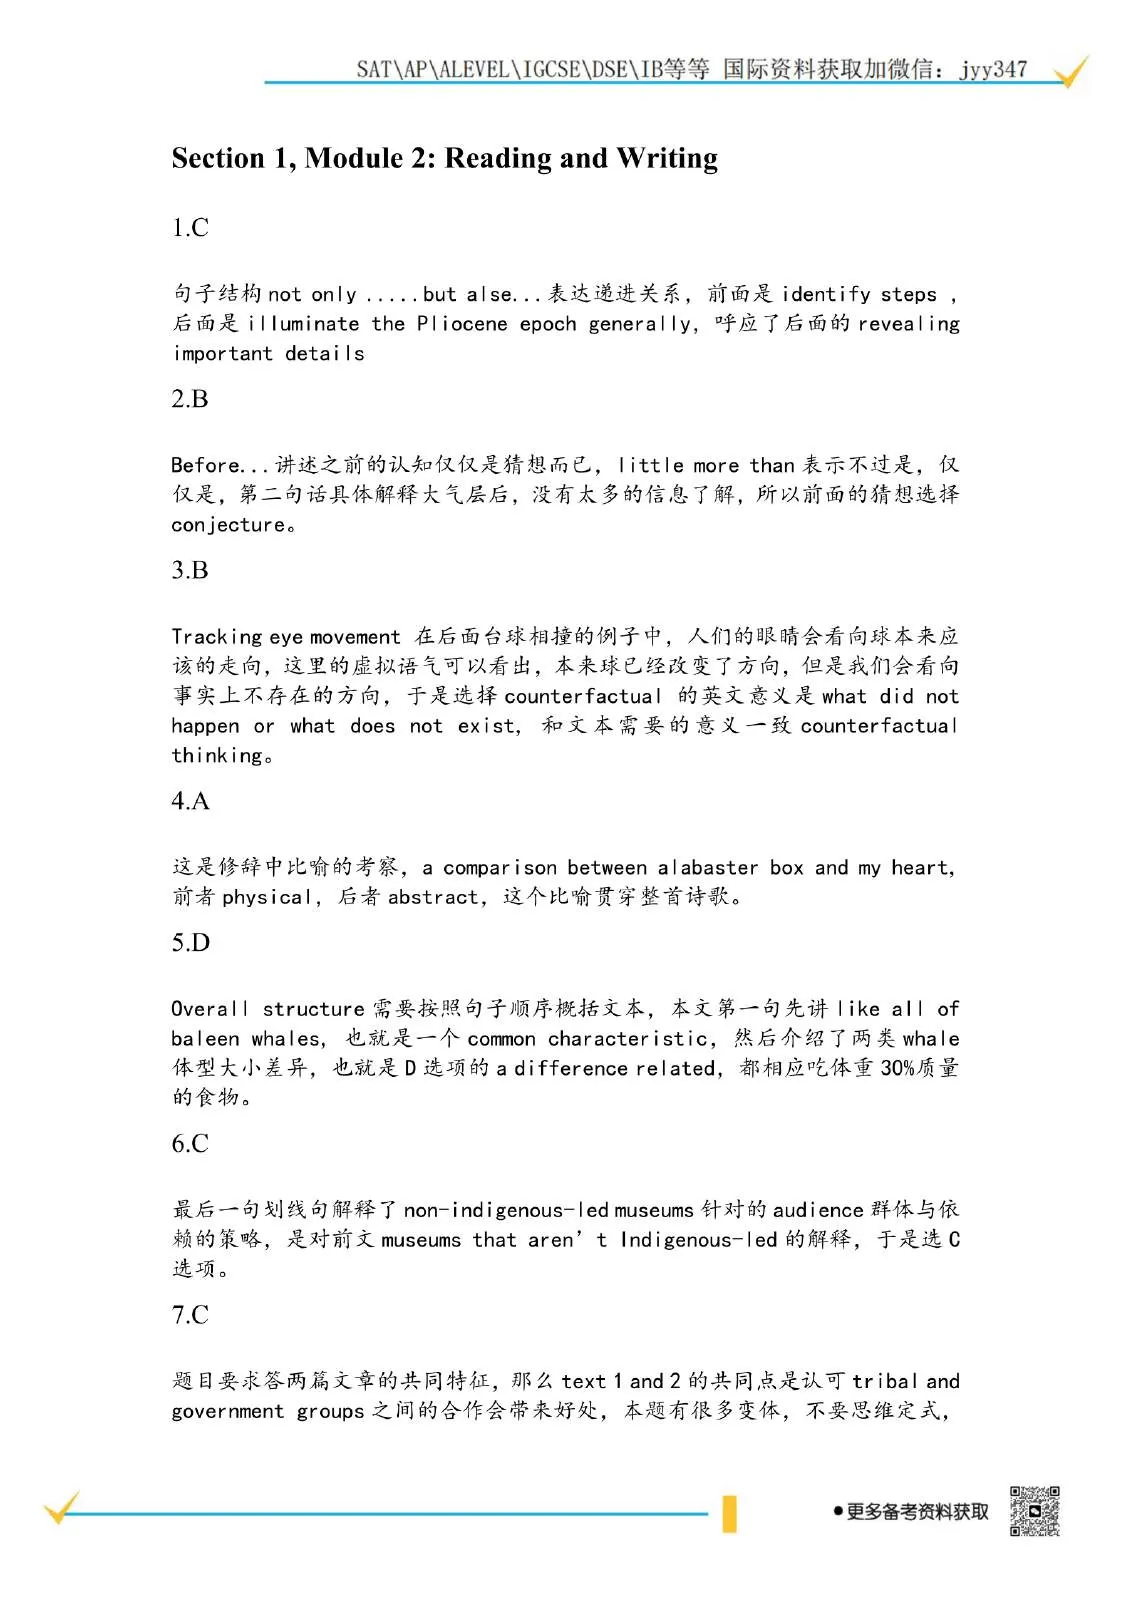 SAT\AP\ALEVEL\IGCSE\DSE\IB等等 国际资料获取加微信：jyy347
Section 1, Module 2: Reading and Writing
1.C
句子结构 not only .....but alse...表达递进关系，前面是 identify steps ，
后面是 illuminate the Pliocene epoch generally，呼应了后面的 revealing
important details
2.B
Before...讲述之前的认知仅仅是猜想而已，little more than 表示不过是，仅
仅是，第二句话具体解释大气层后，没有太多的信息了解，所以前面的猜想选择
conjecture。
3.B
Tracking eye movement 在后面台球相撞的例子中，人们的眼睛会看向球本来应
该的走向，这里的虚拟语气可以看出，本来球已经改变了方向，但是我们会看向
事实上不存在的方向，于是选择 counterfactual 的英文意义是 what did not
happen or what does not exist, 和文本需要的意义一致 counterfactual
thinking。
4.A
这是修辞中比喻的考察，a comparison between alabaster box and my heart,
前者 physical，后者 abstract，这个比喻贯穿整首诗歌。
5.D
Overall structure 需要按照句子顺序概括文本，本文第一句先讲 like all of
baleen whales, 也就是一个 common characteristic，然后介绍了两类 whale
体型大小差异，也就是 D 选项的 a difference related，都相应吃体重 30%质量
的食物。
6.C
最后一句划线句解释了 non-indigenous-led museums 针对的 audience 群体与依
赖的策略，是对前文 museums that aren’t Indigenous-led 的解释，于是选 C
选项。
7.C
题目要求答两篇文章的共同特征，那么 text 1 and 2 的共同点是认可 tribal and
government groups 之间的合作会带来好处，本题有很多变体，不要思维定式，
●更多备考资料获取